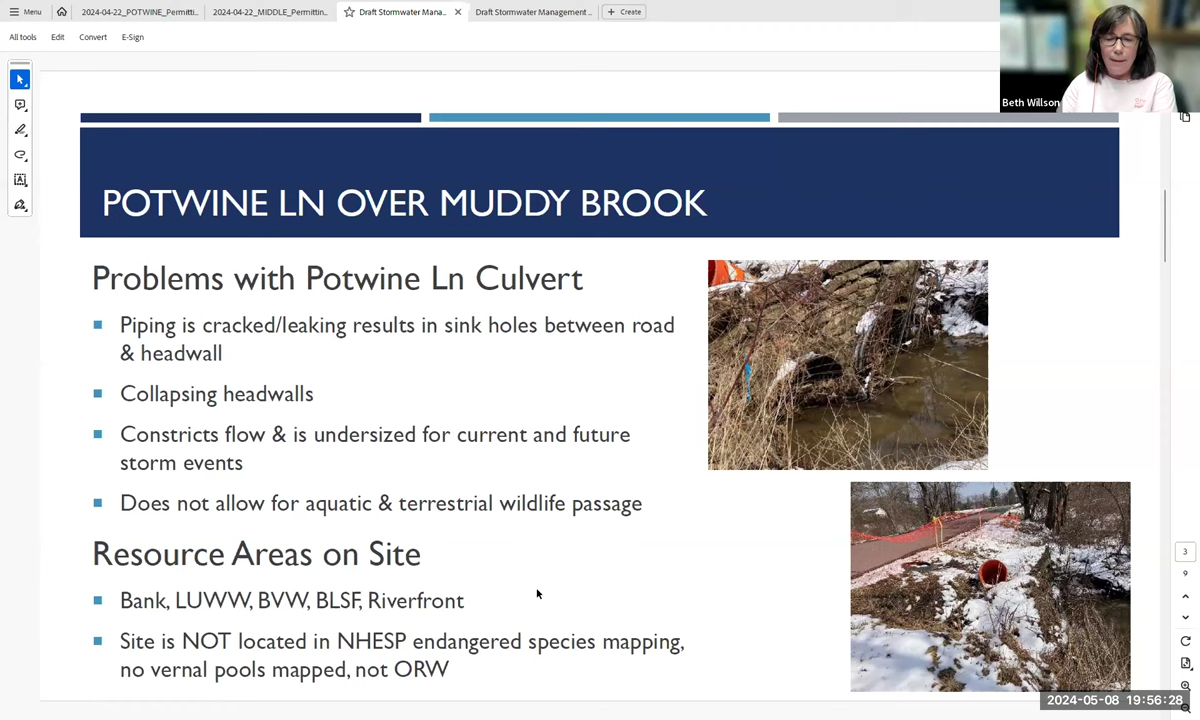 Menu
2024-04-22_POTWINE_Permitti...
2024-04-22_MIDDLE_Permittin...
Draft Stormwater Mana...
Draft Stormwater Management ...
Create
All tools
Edit
Convert
E-Sign
Beth Willson
POTWINE LN OVER MUDDY BROOK
Problems with Potwine Ln Culvert
Piping is cracked/leaking results in sink holes between road
& headwall
Collapsing headwalls
Constricts flow & is undersized for current and future
storm events
Does not allow for aquatic & terrestrial wildlife passage
Resource Areas on Site
Bank, LUWW, BVW, BLSF, Riverfront
Site is NOT located in NHESP endangered species mapping,
no vernal pools mapped, not ORW
3
9
2024-05-08 19:56:28